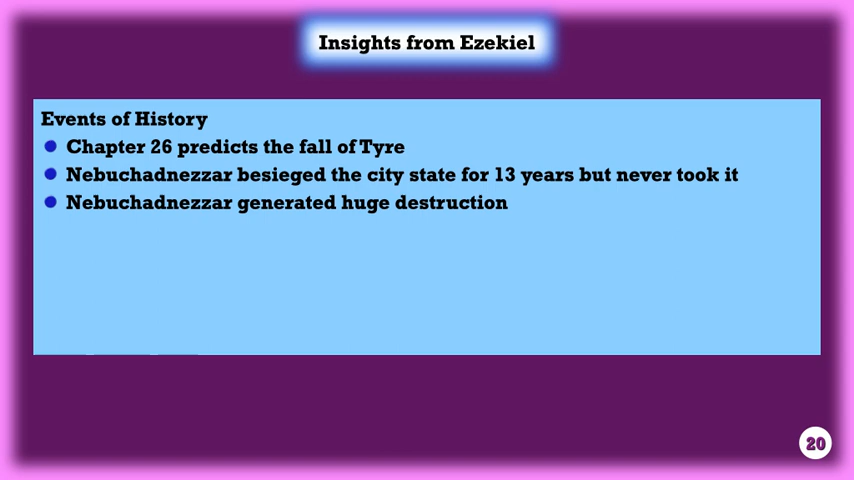 Insights from Ezekiel
Events of History
Chapter 26 predicts the fall of Tyre
Nebuchadnezzar besieged the city state for 13 years but never took it
Nebuchadnezzar generated huge destruction
20